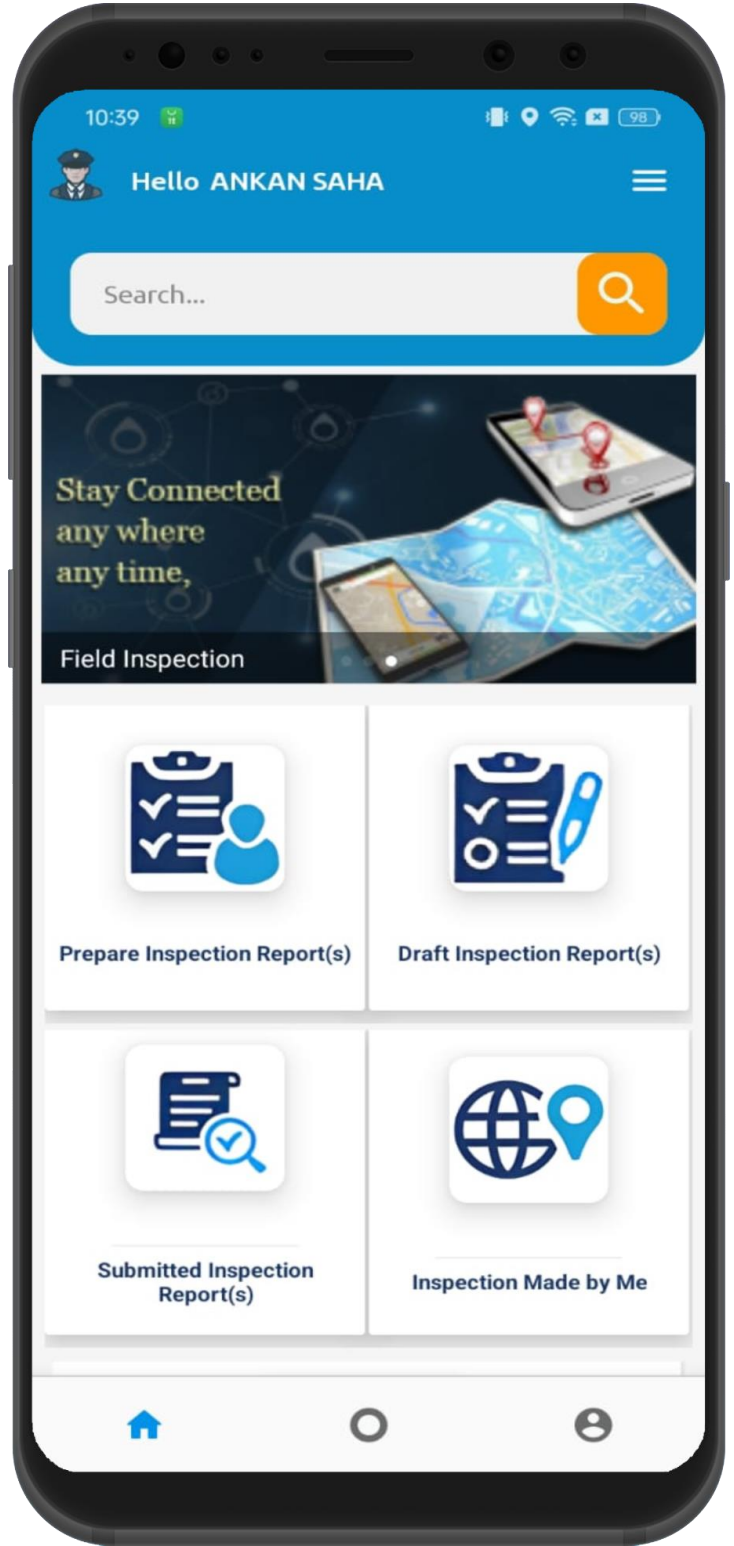 10:39
98
Hello ANKAN SAHA
Search...
Stay Connected
any where
any time,
Field Inspection
Prepare Inspection Report(s)
Draft Inspection Report(s)
Submitted Inspection
Report(s)
Inspection Made by Me